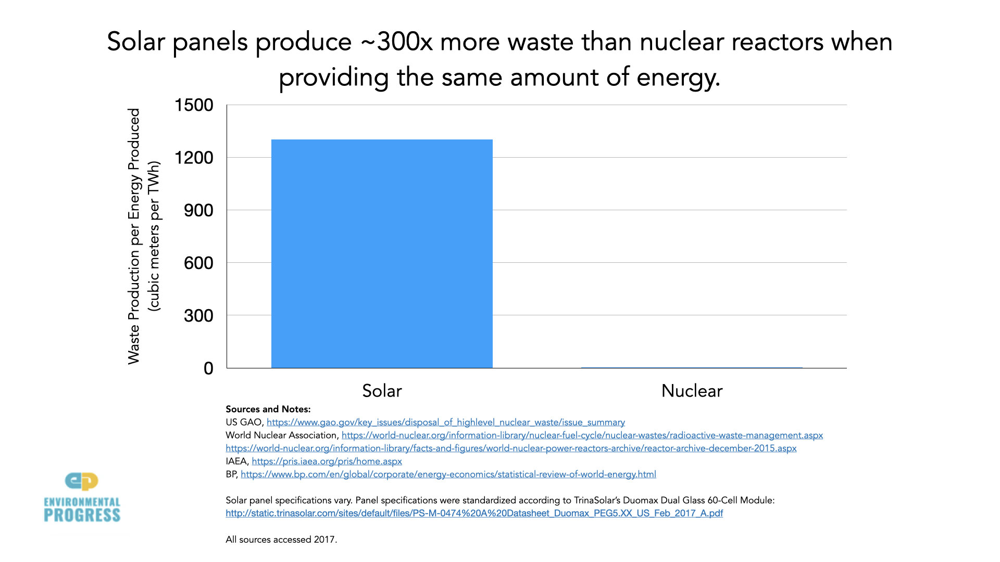 Solar panels produce ~300x more waste than nuclear reactors when
providing the same amount of energy.
Waste Production per Energy Produced
(cubic meters per TWh)
1500
1200
900
600
300
0
Solar
Nuclear
Sources and Notes:
US GAO, https://www.gao.gov/key_issues/disposal_of_highlevel_nuclear_waste/issue_summary
World Nuclear Association, https://world-nuclear.org/information-library/nuclear-fuel-cycle/nuclear-wastes/radioactive-waste-management.aspx
https://world-nuclear.org/information-library/facts-and-figures/world-nuclear-power-reactors-archive/reactor-archive-december-2015.aspx
IAEA, https://pris.iaea.org/pris/home.aspx
BP, https://www.bp.com/en/global/corporate/energy-economics/statistical-review-of-world-energy.html
Solar panel specifications vary. Panel specifications were standardized according to TrinaSolar’s Duomax Dual Glass 60-Cell Module:
http://static.trinasolar.com/sites/default/files/PS-M-0474%20A%20Datasheet_Duomax_PEG5.XX_US_Feb_2017_A.pdf
All sources accessed 2017.
ep
ENVIRONMENTAL
PROGRESS